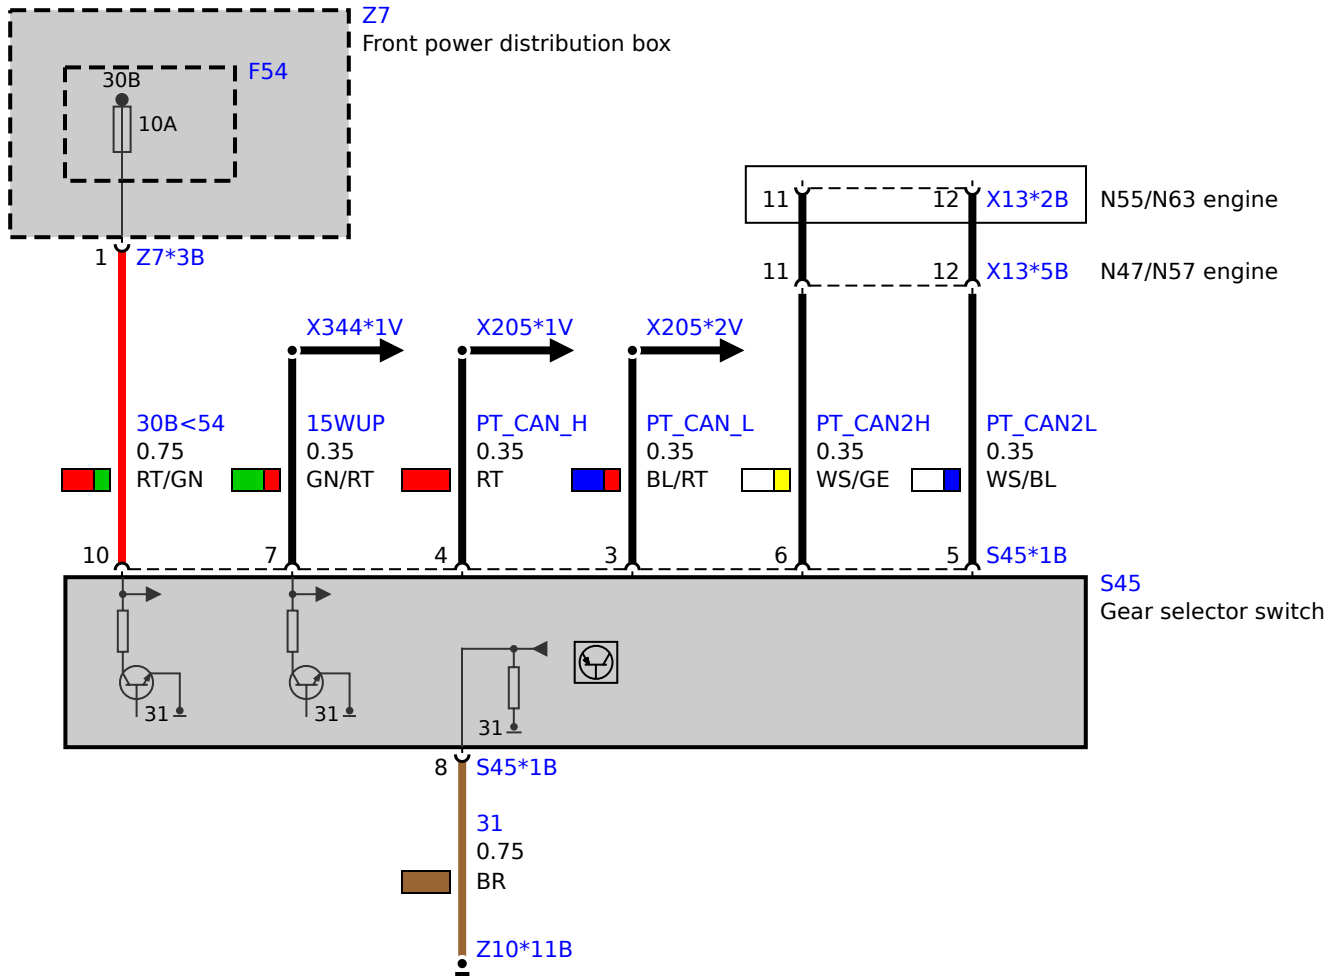 Z7
Front power distribution box
F54
30B
10A
1
Z7*3B
11
12
X13*2B
N55/N63 engine
11
12
X13*5B
N47/N57 engine
X344*1V
X205*1V
X205*2V
30B<54
0.75
RT/GN
15WUP
0.35
GN/RT
PT_CAN_H
0.35
RT
PT_CAN_L
0.35
BL/RT
PT_CAN2H
0.35
WS/GE
PT_CAN2L
0.35
WS/BL
10
7
4
3
6
5
S45*1B
S45
Gear selector switch
31
31
31
8
S45*1B
31
0.75
BR
Z10*11B